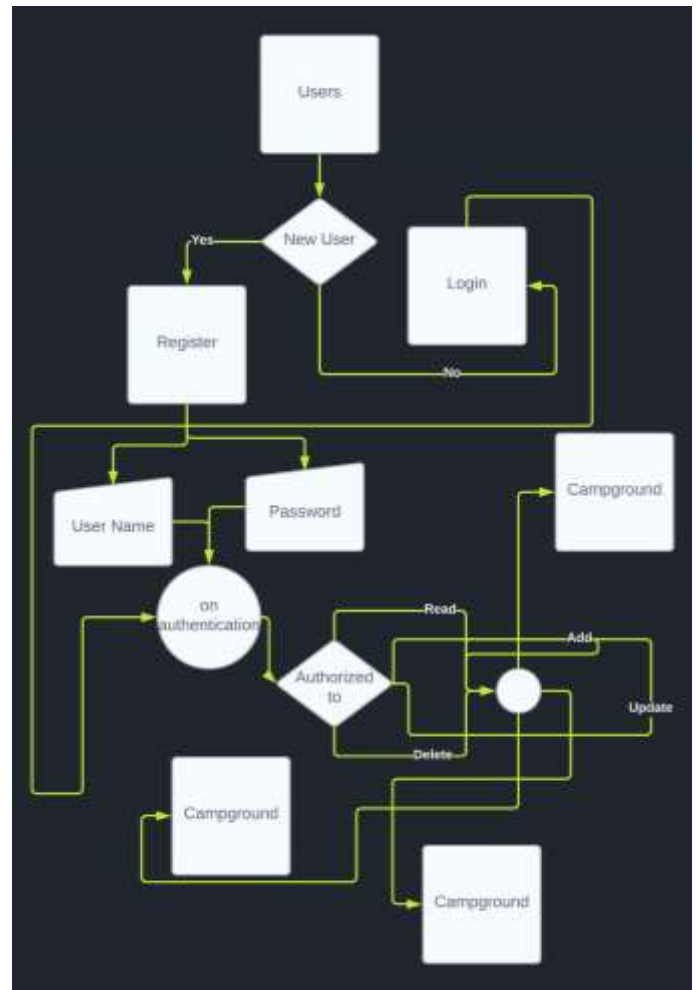 Users
New User
Yes
Login
Register
No
Campground
User Name
Password
on
authentication
Read
Add
Authorized
to
Update
Delete
Campground
Campground